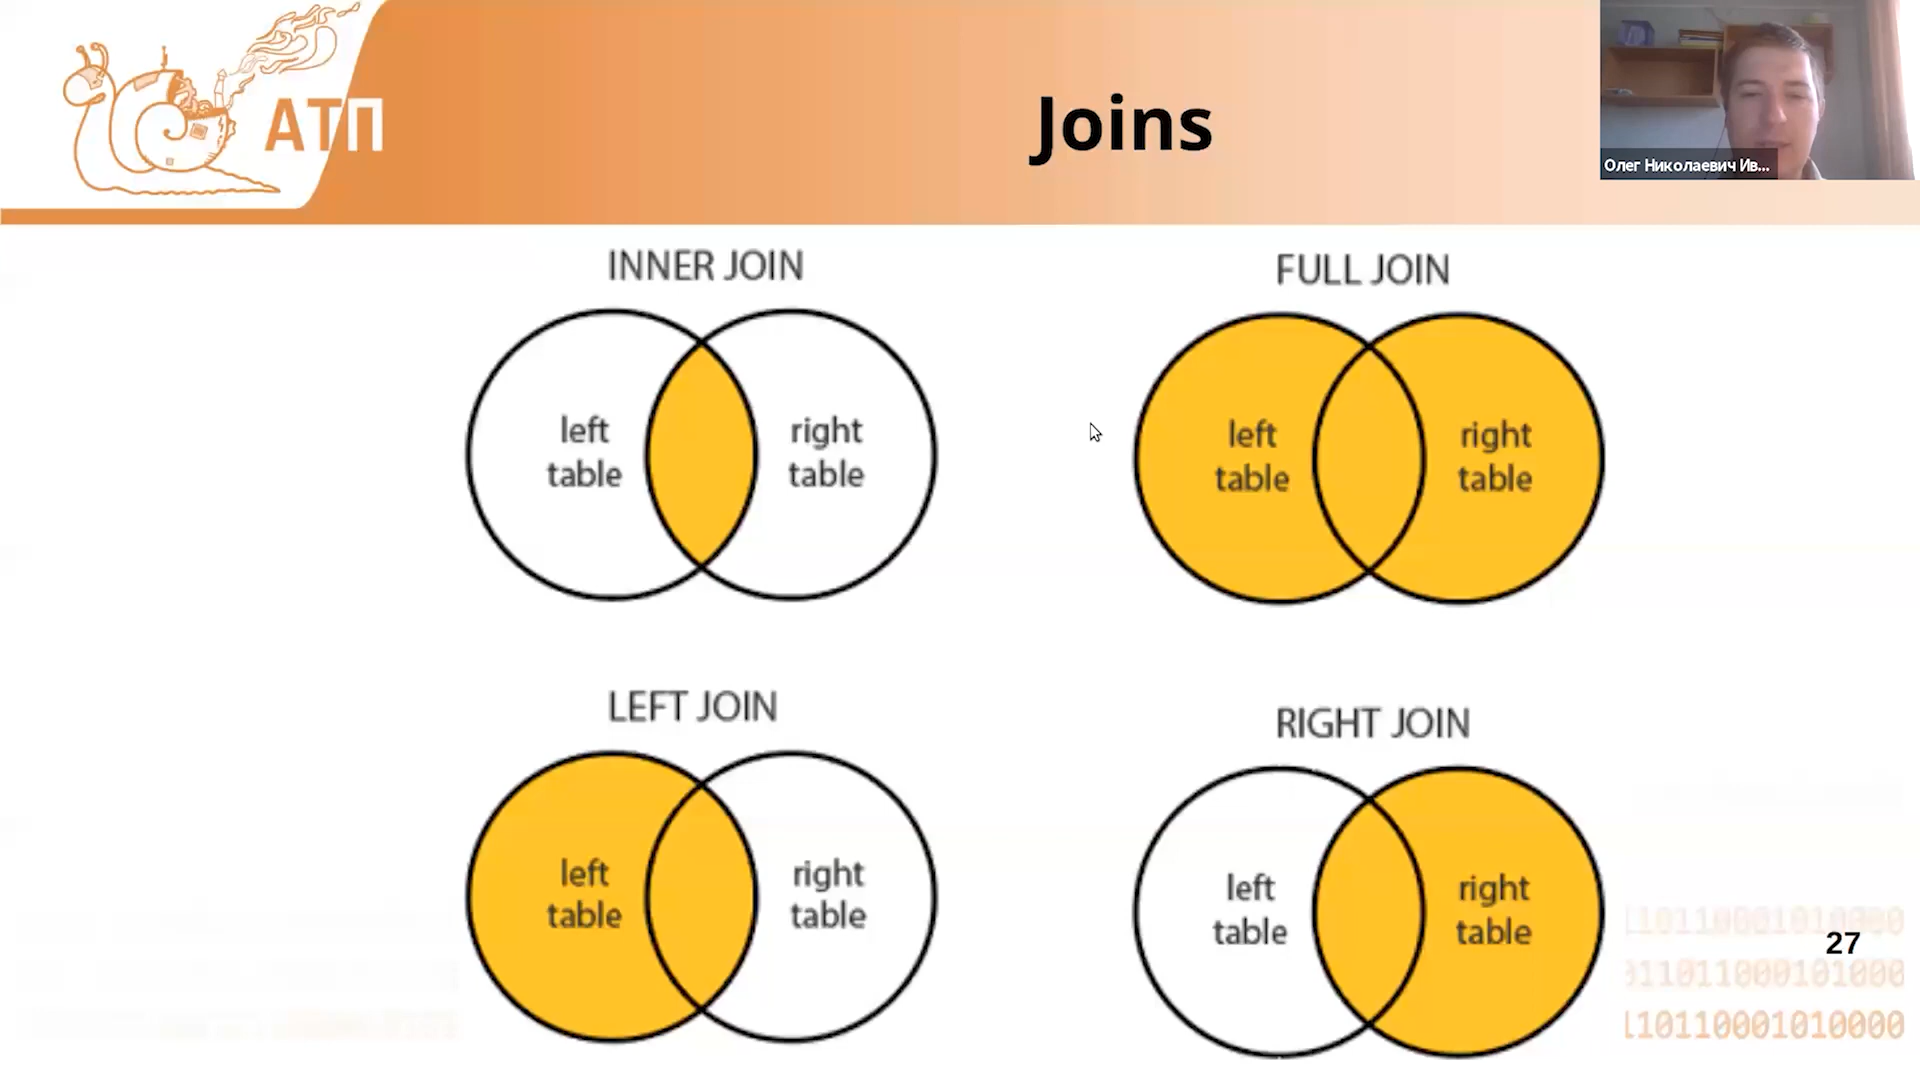 АТП
Joins
Олег Николаевич Ив...
INNER JOIN
left
table
right
table
FULL JOIN
left
table
right
table
LEFT JOIN
left
table
right
table
RIGHT JOIN
left
table
right
table
27